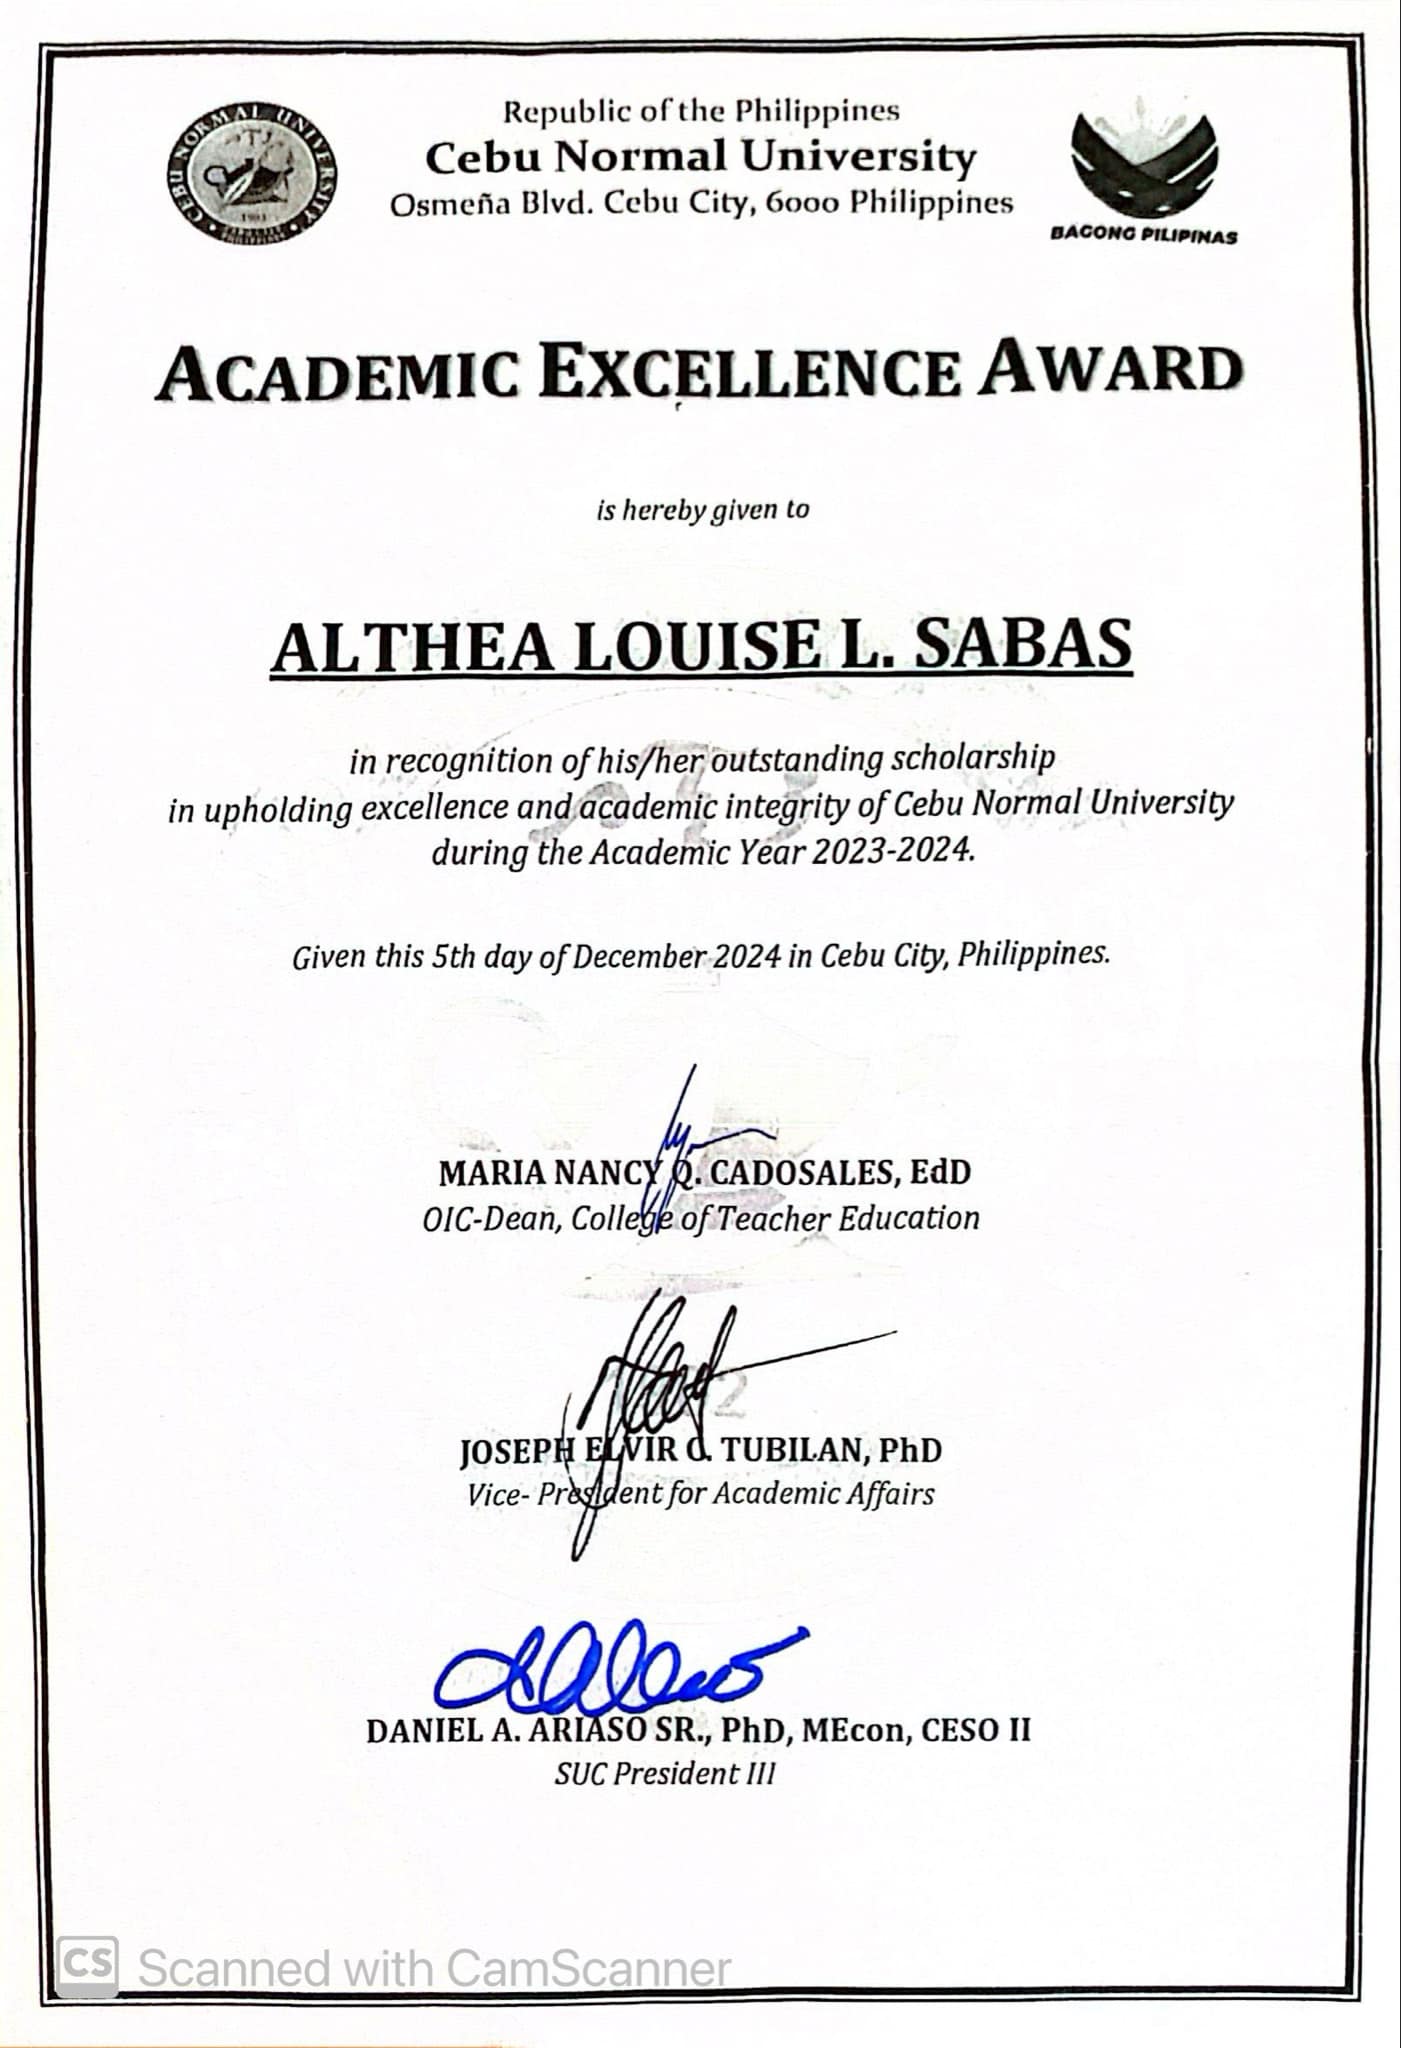 Republic of the Philippines
Cebu Normal University
Osmeña Blvd. Cebu City, 6000 Philippines
CEBU NORMAL UNIVERSITY
BAGONG PILIPINAS
ACADEMIC EXCELLENCE AWARD
is hereby given to
ALTHEA LOUISE L. SABAS
in recognition of his/her outstanding scholarship
in upholding excellence and academic integrity of Cebu Normal University
during the Academic Year 2023-2024.
Given this 5th day of December 2024 in Cebu City, Philippines.
MARIA NANCY Q. CADOSALES, EdD
OIC-Dean, College of Teacher Education
JOSEPH ELVIR C. TUBILAN, PhD
Vice- President for Academic Affairs
DANIEL A. ARIASO SR., PhD, MEcon, CESO II
SUC President III
CS Scanned with CamScanner